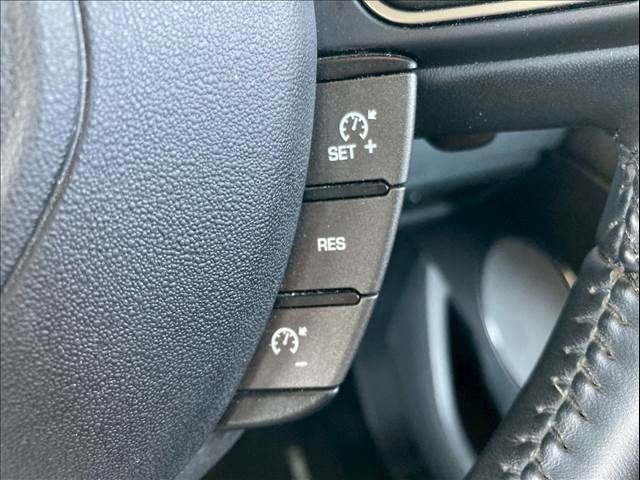 SET +
RES
-